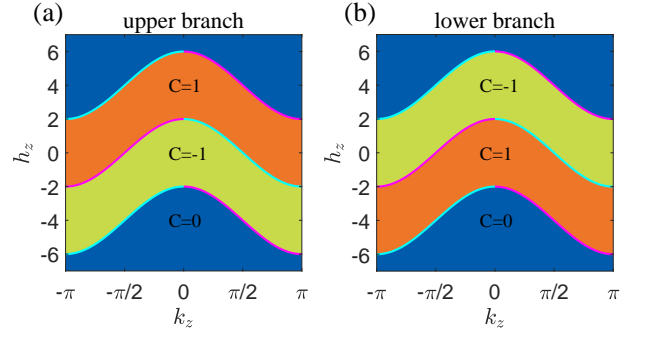 (a) upper branch
6
4
2
0
-2
-4
-6
h_z
C=1
C=-1
C=0
-π -π/2 0 π/2 π
k_z
(b) lower branch
6
4
2
0
-2
-4
-6
h_z
C=-1
C=1
C=0
-π -π/2 0 π/2 π
k_z